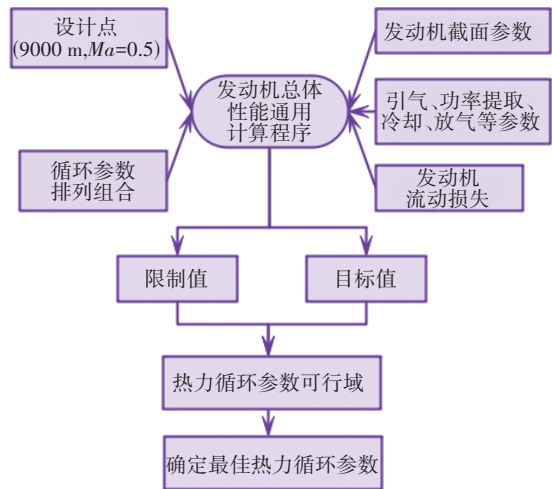 设计点
(9000 m,Ma=0.5)
发动机截面参数
发动机总体
性能通用
计算程序
引气、功率提取、
冷却、放气等参数
循环参数
排列组合
发动机
流动损失
限制值
目标值
热力循环参数可行域
确定最佳热力循环参数